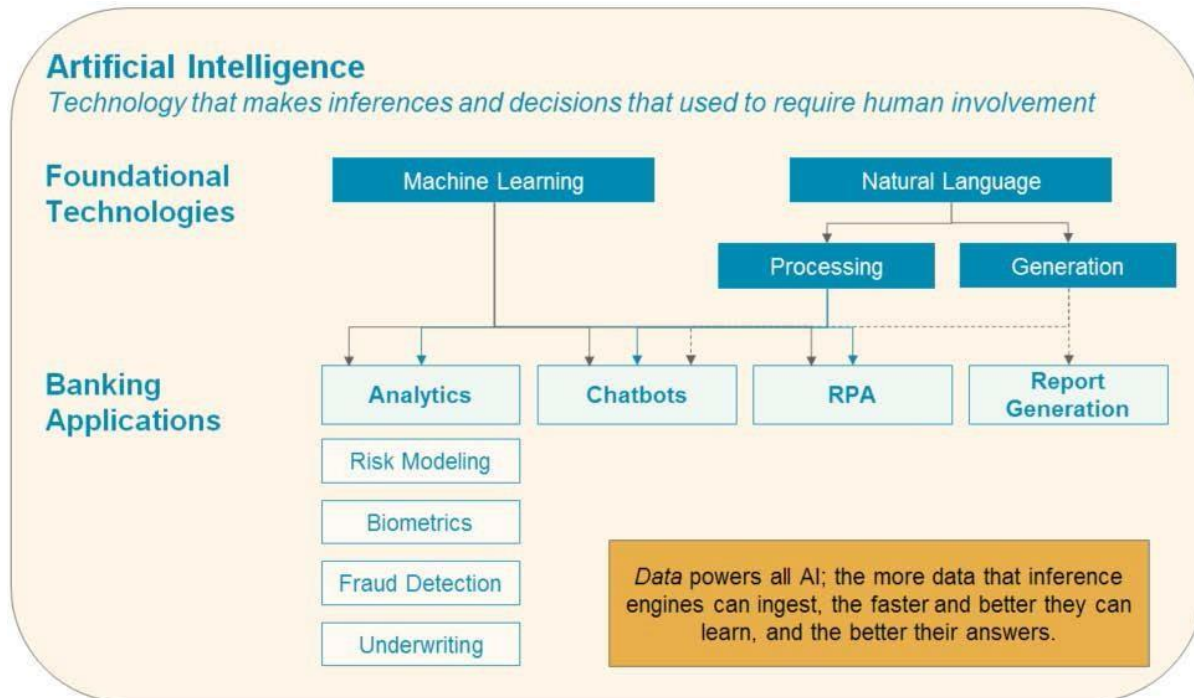 Artificial Intelligence
Technology that makes inferences and decisions that used to require human involvement
Foundational
Technologies
Machine Learning
Natural Language
Processing
Generation
Banking
Applications
Analytics
Chatbots
RPA
Report
Generation
Risk Modeling
Biometrics
Fraud Detection
Underwriting
Data powers all AI; the more data that inference
engines can ingest, the faster and better they can
learn, and the better their answers.